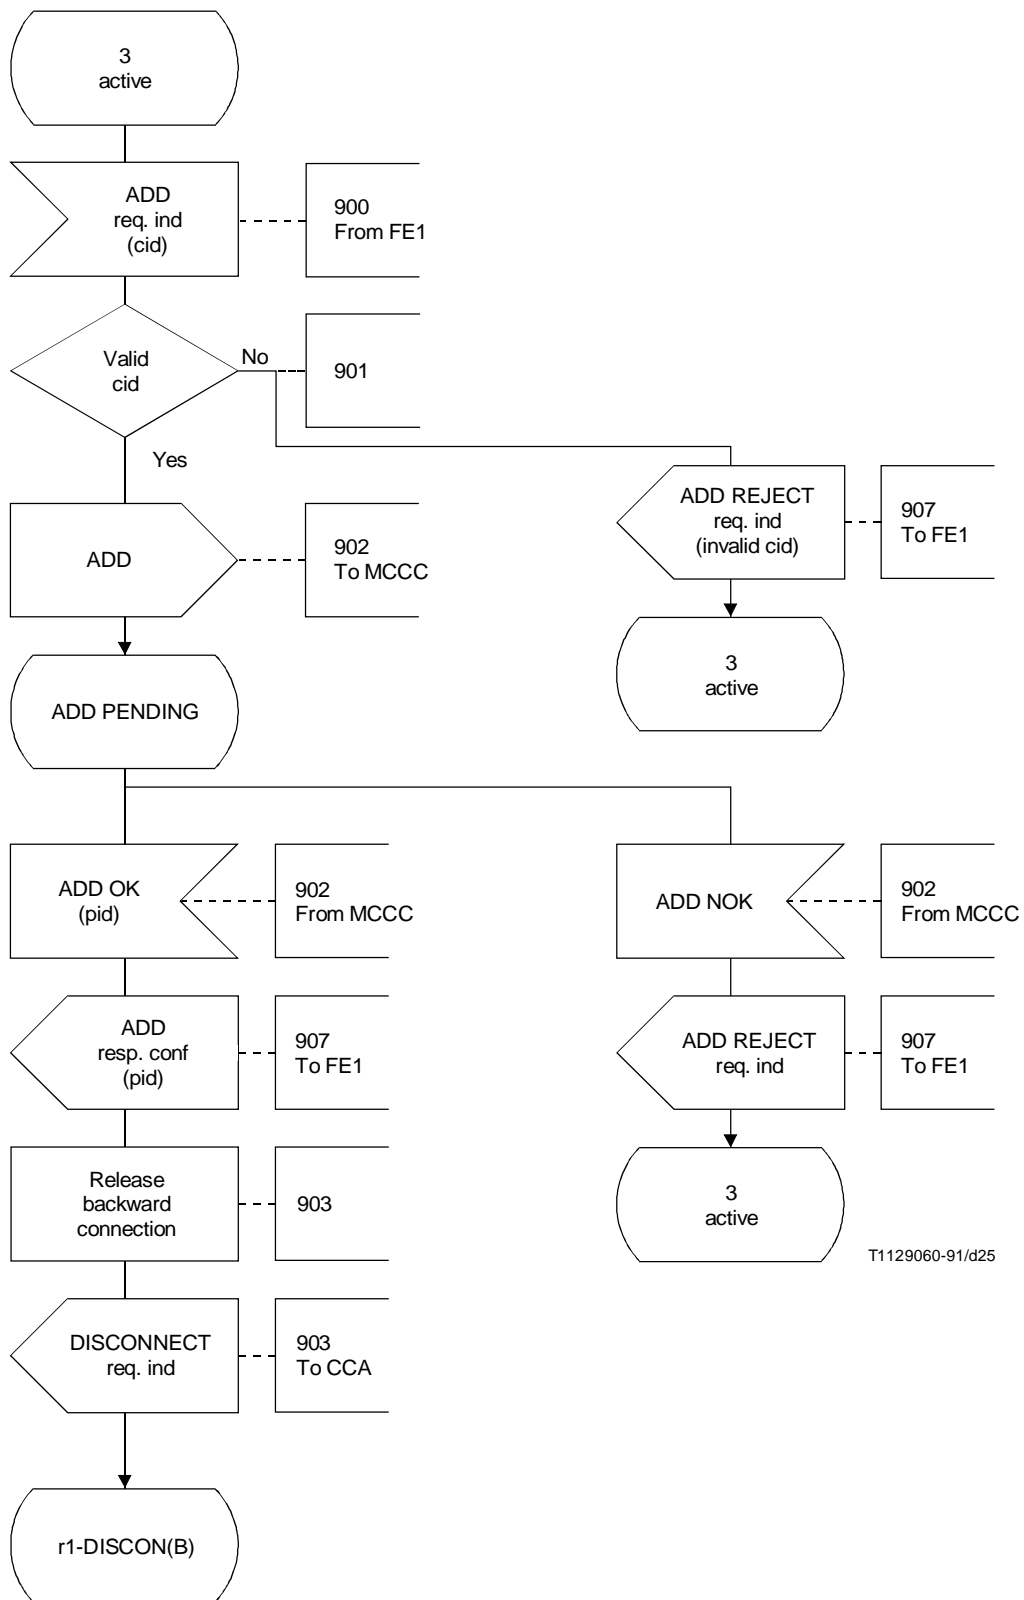 3
active
ADD
req. ind
(cid)
900
From FE1
Valid
cid
No
901
Yes
ADD
902
To MCCC
ADD REJECT
req. ind
(invalid cid)
907
To FE1
3
active
ADD PENDING
ADD OK
(pid)
902
From MCCC
ADD NOK
902
From MCCC
ADD
resp. conf
(pid)
907
To FE1
ADD REJECT
req. ind
907
To FE1
Release
backward
connection
903
3
active
T1129060-91/d25
DISCONNECT
req. ind
903
To CCA
r1-DISCON(B)